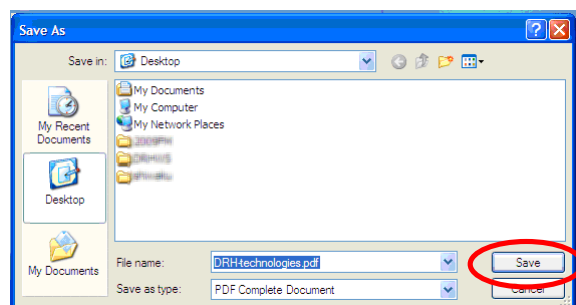 Save As
Save in:
Desktop
My Documents
My Computer
My Network Places
My Recent
Documents
Desktop
My Documents
File name:
DRH-technologies.pdf
Save
Save as type:
PDF Complete Document
Cancel